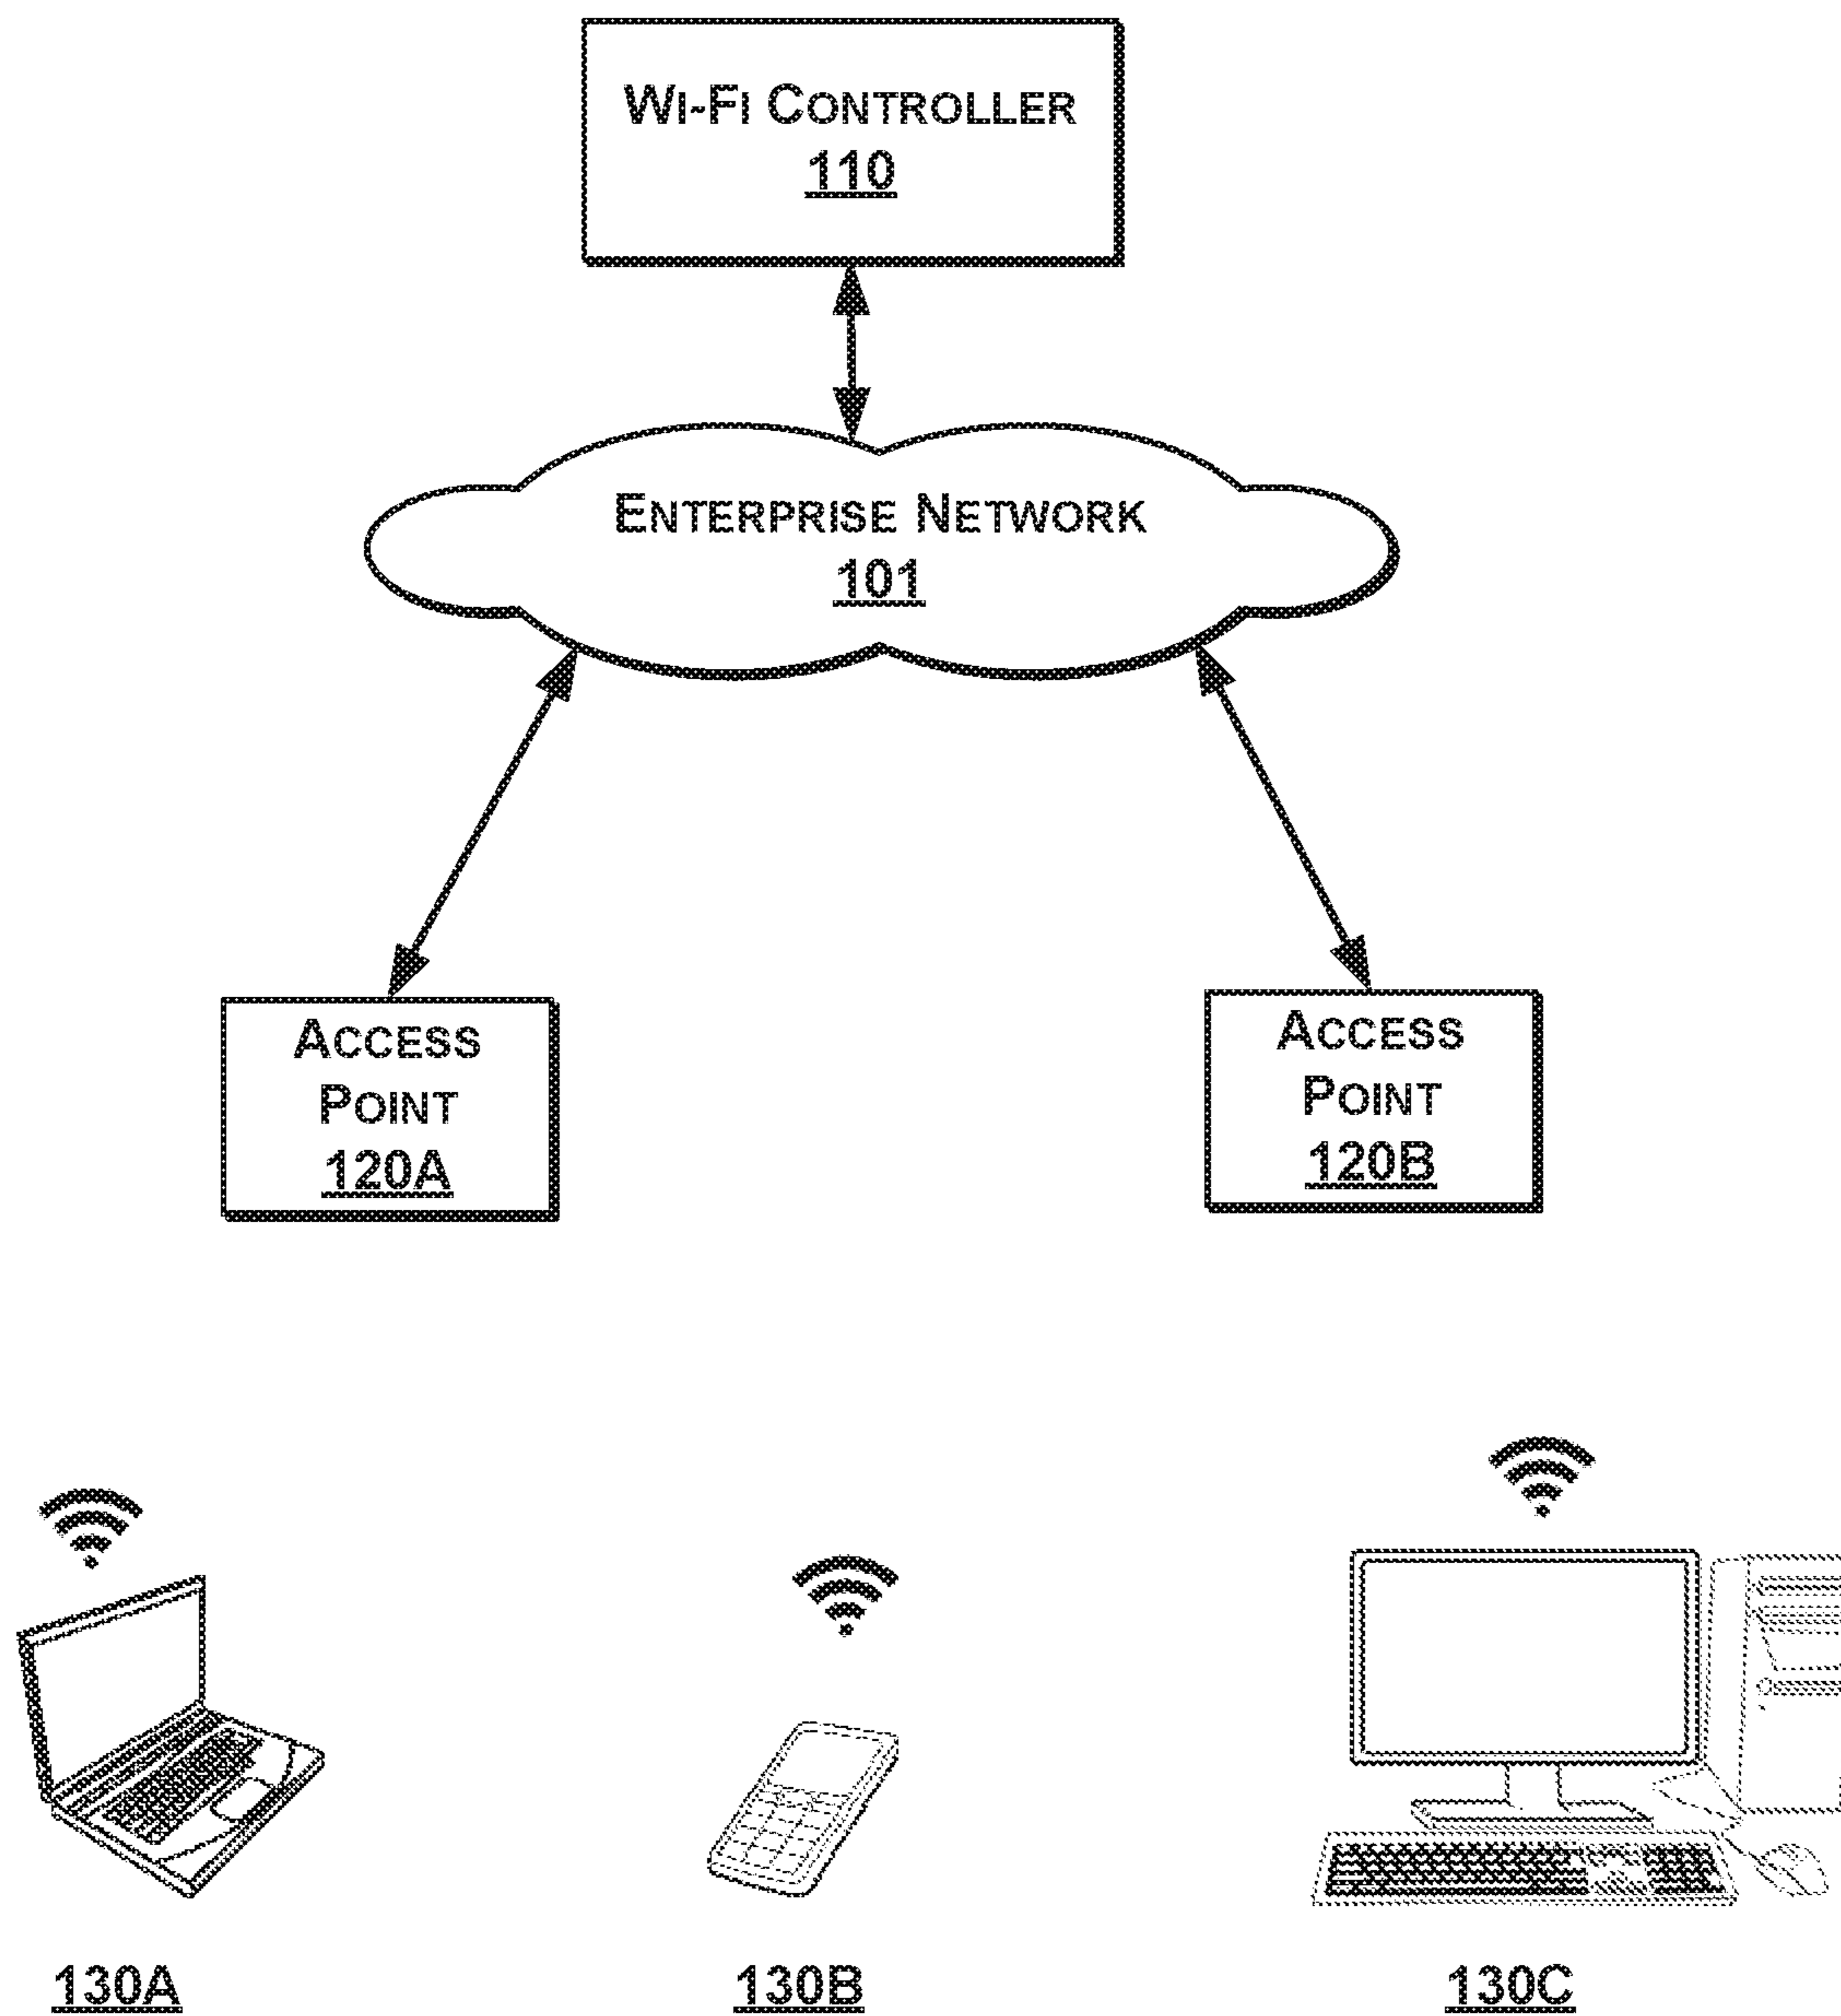 WI-FI CONTROLLER
110
ENTERPRISE NETWORK
101
ACCESS
POINT
120A
ACCESS
POINT
120B
130A
130B
130C